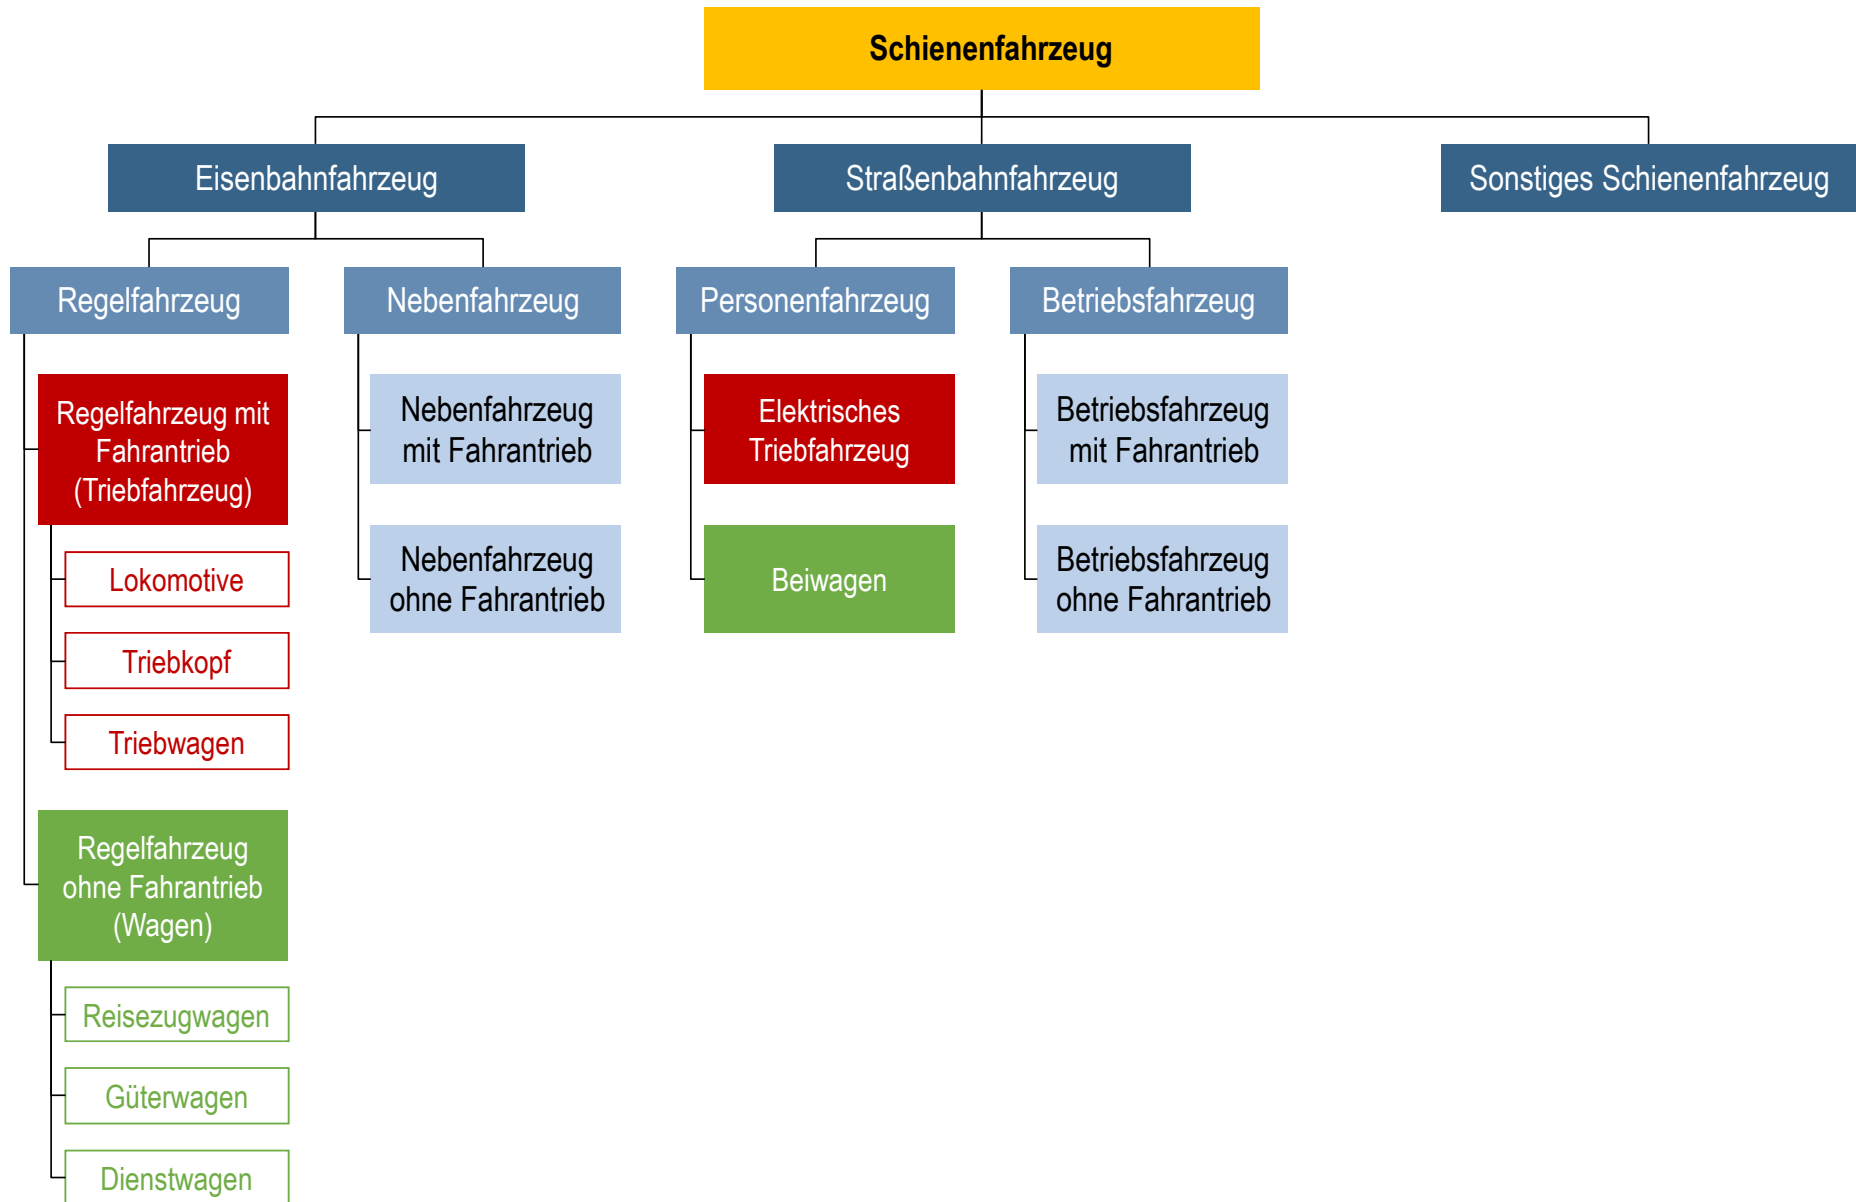 Schienenfahrzeug
Eisenbahnfahrzeug
Straßenbahnfahrzeug
Sonstiges Schienenfahrzeug
Regelfahrzeug
Nebenfahrzeug
Personenfahrzeug
Betriebsfahrzeug
Regelfahrzeug mit
Fahrantrieb
(Triebfahrzeug)
Nebenfahrzeug
mit Fahrantrieb
Elektrisches
Triebfahrzeug
Betriebsfahrzeug
mit Fahrantrieb
Lokomotive
Nebenfahrzeug
ohne Fahrantrieb
Beiwagen
Betriebsfahrzeug
ohne Fahrantrieb
Triebkopf
Triebwagen
Regelfahrzeug
ohne Fahrantrieb
(Wagen)
Reisezugwagen
Güterwagen
Dienstwagen